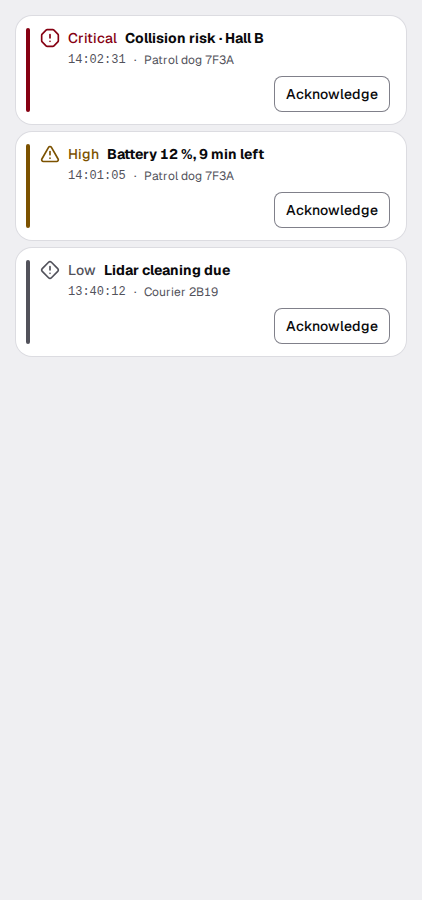 Critical Collision risk · Hall B
14:02:31 · Patrol dog 7F3A
Acknowledge
High Battery 12 %, 9 min left
14:01:05 · Patrol dog 7F3A
Acknowledge
Low Lidar cleaning due
13:40:12 · Courier 2B19
Acknowledge